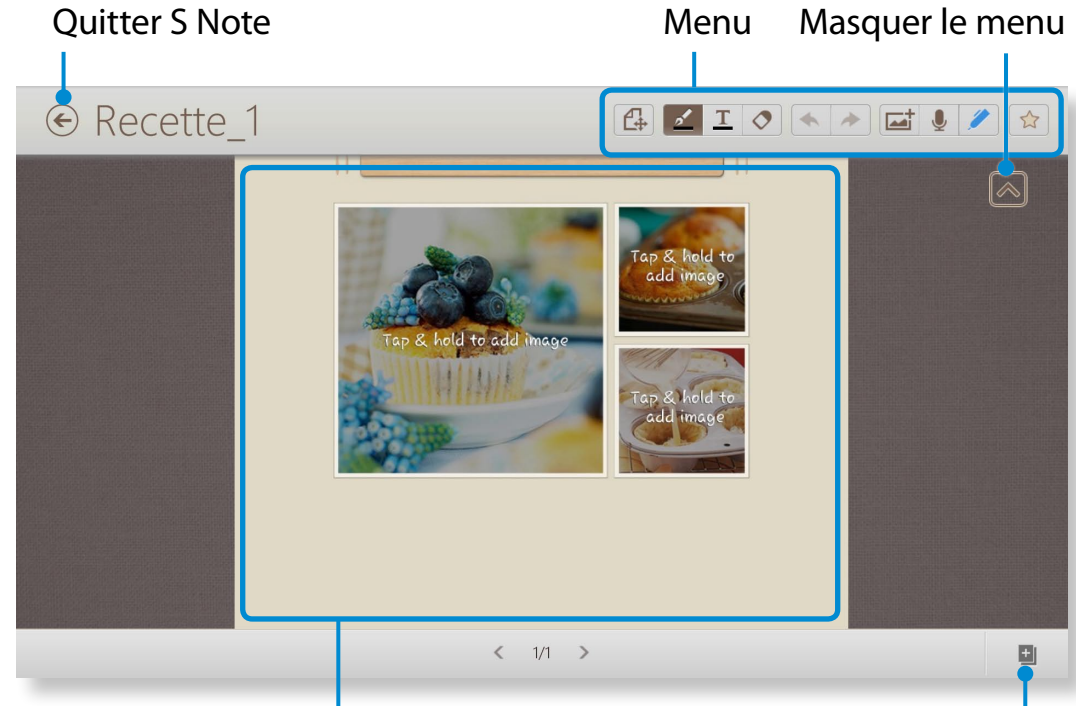 Quitter S Note
Menu
Masquer le menu
Recette_1
Tap & hold to add image
Tap & hold to
add image
Tap & hold to
add image
1/1